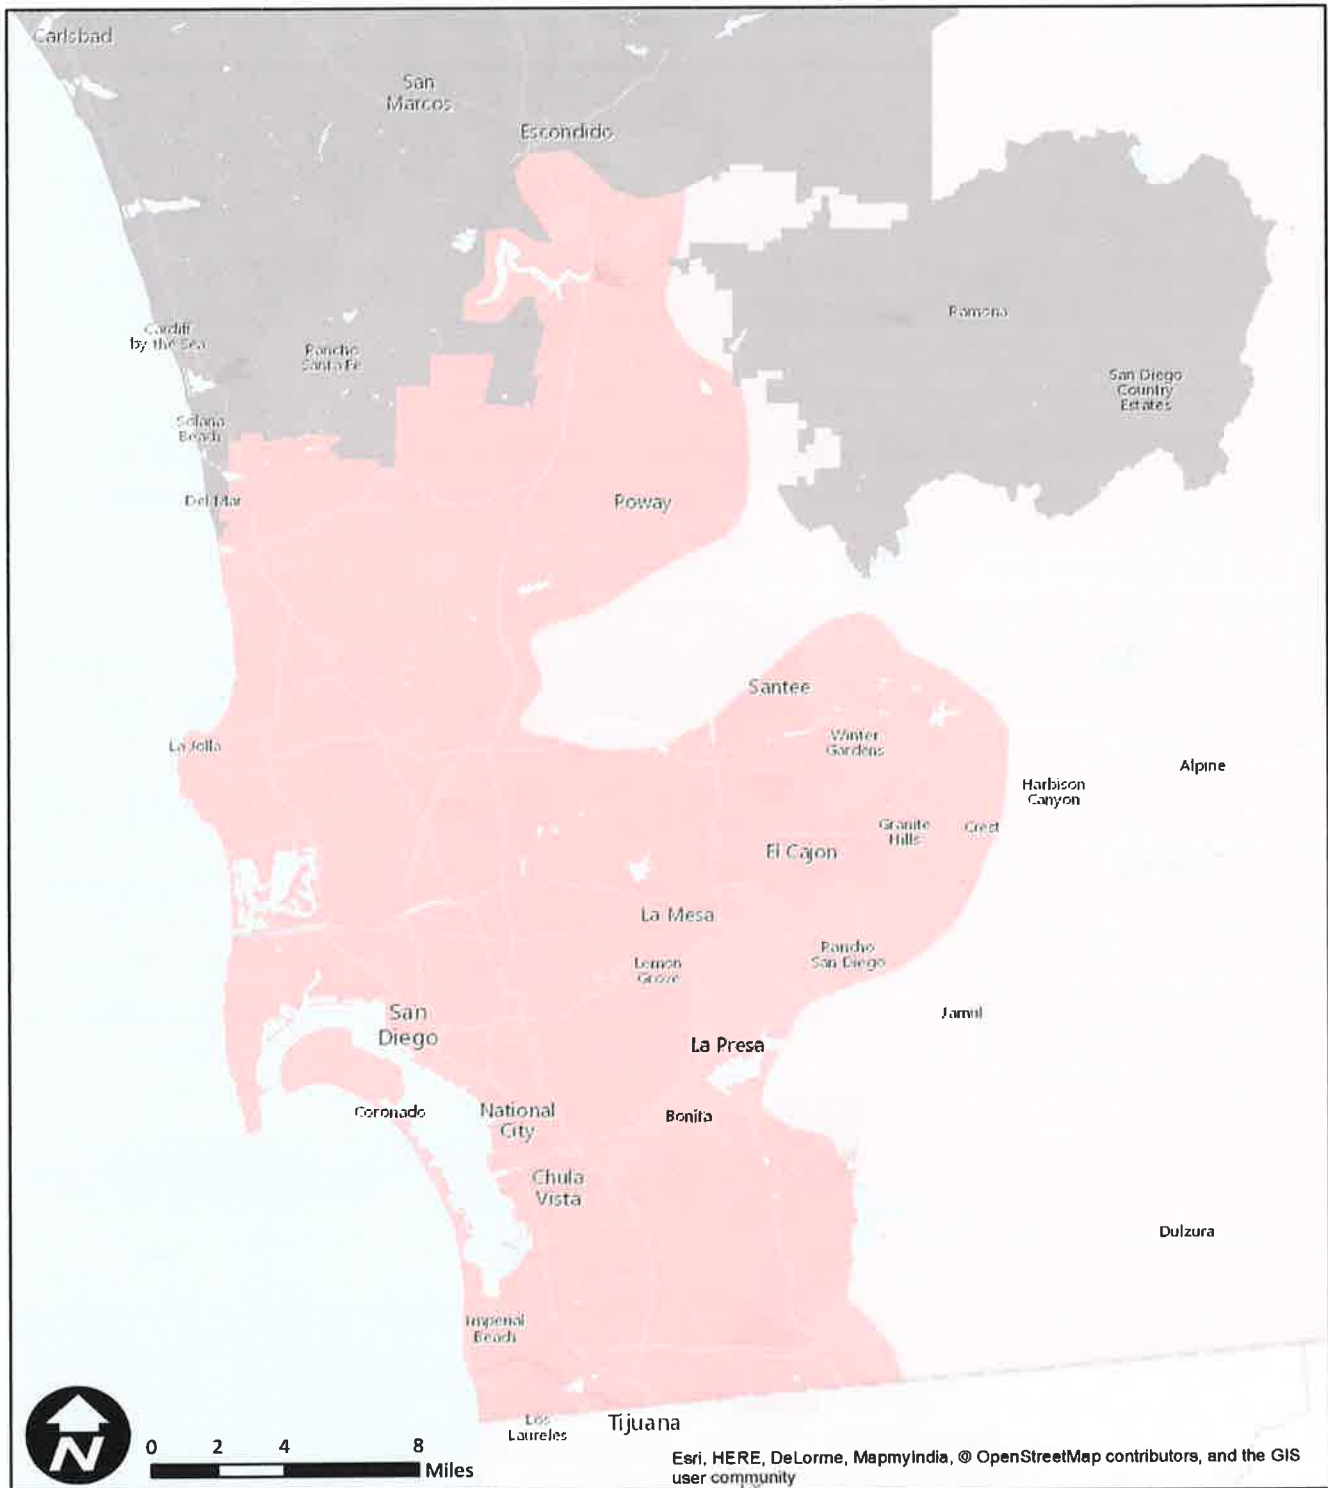 Carlsbad
San
Marcos
Escondido
Ramona
Cardiff
by the Sea
Rancho
Santa Fe
San Diego
Country
Estates
Solana
Beach
Del Mar
Poway
Santee
La Jolla
Winter
Gardens
Alpine
Harbison
Canyon
Granite
Hills
Crest
El Cajon
La Mesa
Rancho
San Diego
Lemon
Grove
San
Diego
Jamul
La Presa
Coronado
National
City
Bonita
Chula
Vista
Dulzura
Imperial
Beach
Los
Laureles
Tijuana
N
0 2 4 8
Miles
Esri, HERE, DeLorme, MapmyIndia, © OpenStreetMap contributors, and the GIS
user community